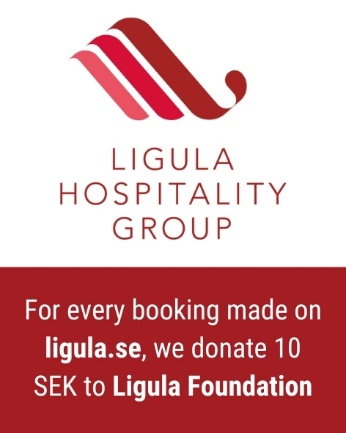 LIGULA
HOSPITALITY
GROUP
For every booking made on
ligula.se, we donate 10
SEK to Ligula Foundation